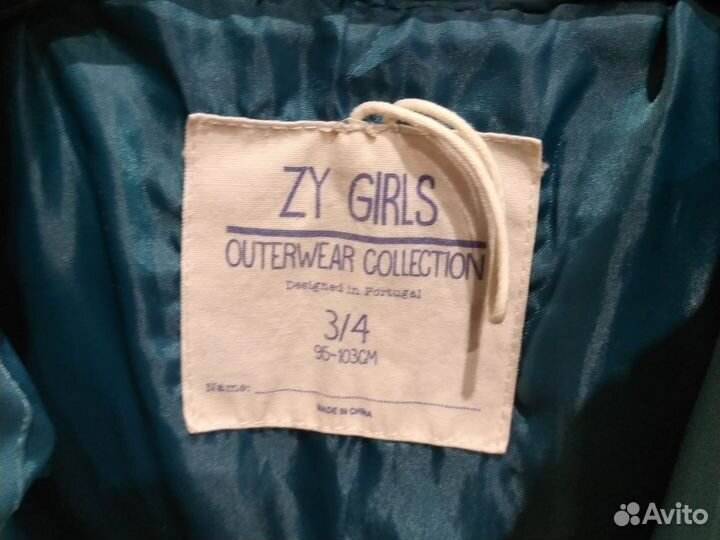 ZY GIRLS
OUTERWEAR COLLECTION
Designed in Portugal
3/4
95-103CM
Name:
MADE IN CHINA
Avito